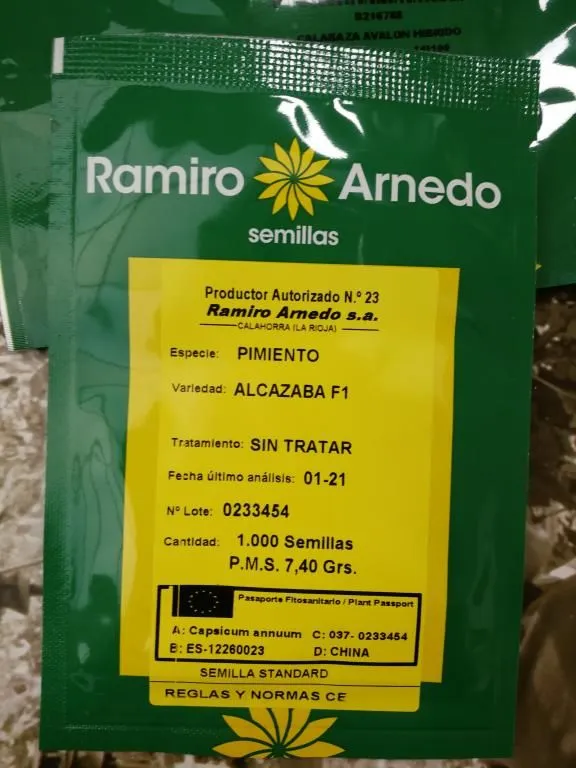 B216788
CALABAZA AVALON HIBRIDO
Ramiro Arnedo
semillas
Productor Autorizado N.º 23
Ramiro Arnedo s.a.
CALAHORRA (LA RIOJA)
Especie: PIMIENTO
Variedad: ALCAZABA F1
Tratamiento: SIN TRATAR
Fecha último análisis: 01-21
Nº Lote: 0233454
Cantidad: 1.000 Semillas
P.M.S. 7,40 Grs.
Pasaporte Fitosanitario / Plant Passport
A: Capsicum annuum C: 037- 0233454
B: ES-12260023 D: CHINA
SEMILLA STANDARD
REGLAS Y NORMAS CE